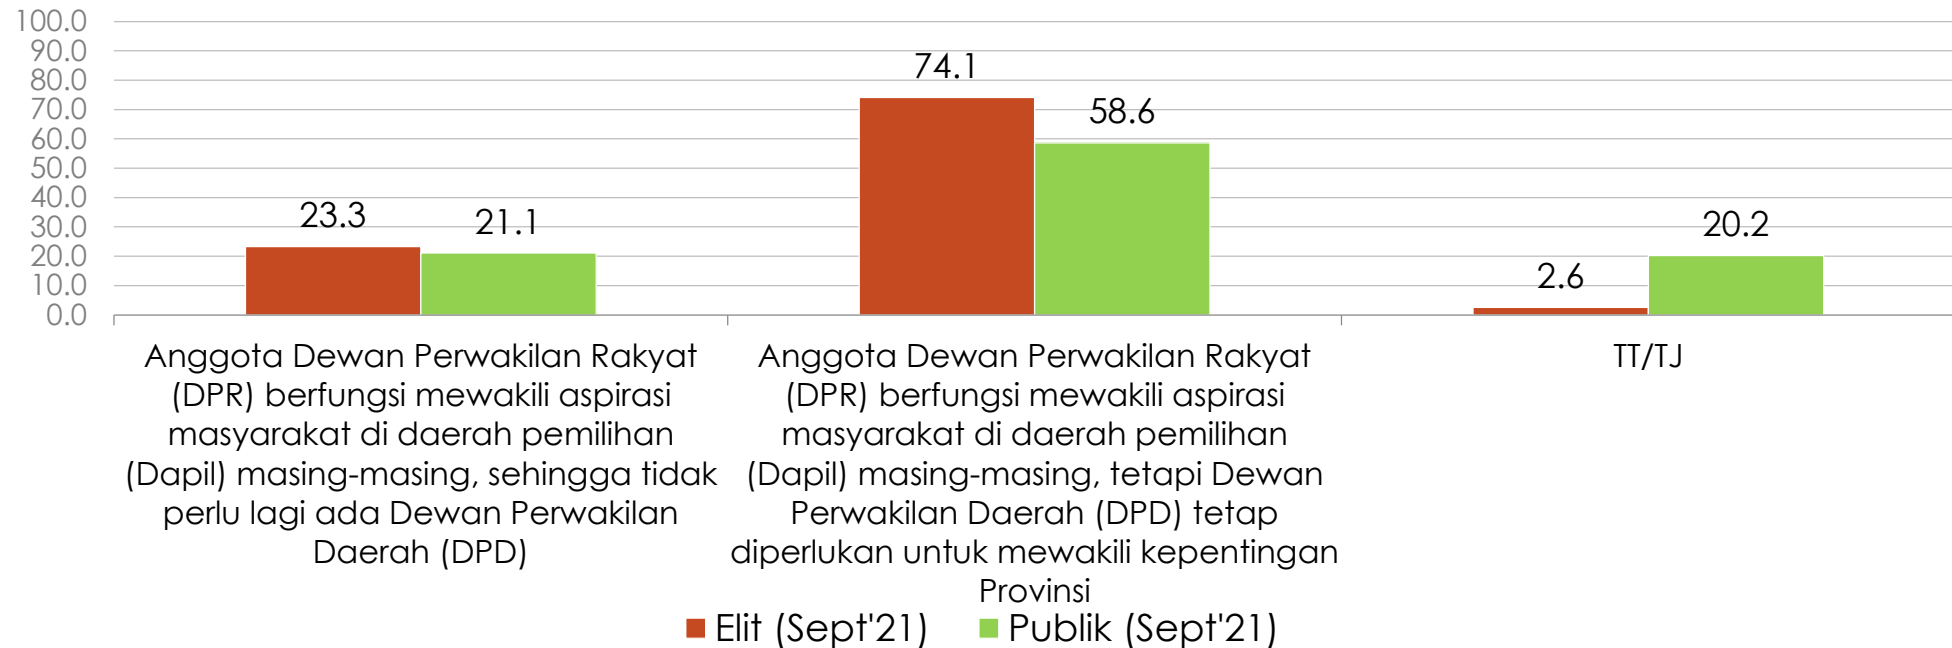 100.0
90.0
80.0
70.0
60.0
50.0
40.0
30.0
20.0
10.0
0.0
23.3
21.1
74.1
58.6
2.6
20.2
Anggota Dewan Perwakilan Rakyat
(DPR) berfungsi mewakili aspirasi
masyarakat di daerah pemilihan
(Dapil) masing-masing, sehingga tidak
perlu lagi ada Dewan Perwakilan
Daerah (DPD)
Anggota Dewan Perwakilan Rakyat
(DPR) berfungsi mewakili aspirasi
masyarakat di daerah pemilihan
(Dapil) masing-masing, tetapi Dewan
Perwakilan Daerah (DPD) tetap
diperlukan untuk mewakili kepentingan
Provinsi
TT/TJ
Elit (Sept'21)
Publik (Sept'21)